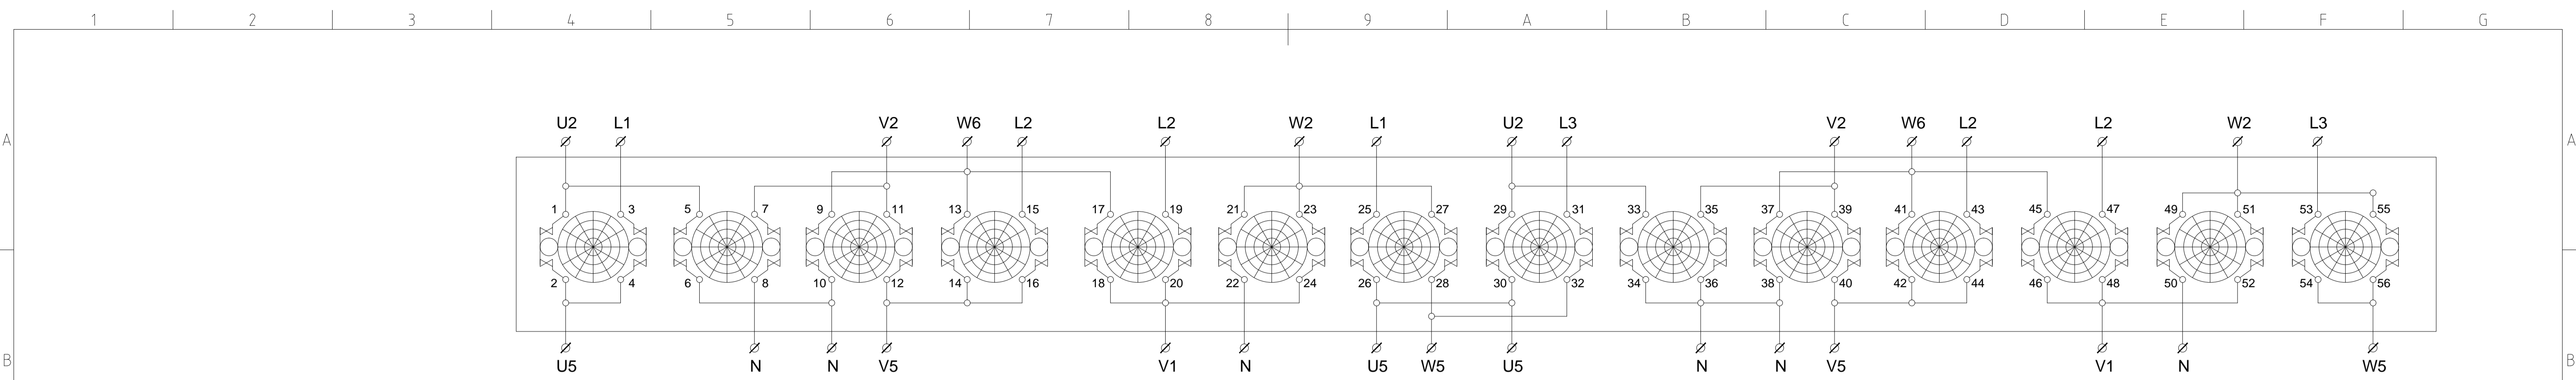 1 2 3 4 5 6 7 8 9 A B C D E F G
U2 L1 V2 W6 L2 L2 W2 L1 U2 L3 V2 W6 L2 L2 W2 L3
A A
1 3 5 7 9 11 13 15 17 19 21 23 25 27 29 31 33 35 37 39 41 43 45 47 49 51 53 55
2 4 6 8 10 12 14 16 18 20 22 24 26 28 30 32 34 36 38 40 42 44 46 48 50 52 54 56
B B
U5 N N V5 V1 N U5 W5 U5 N N V5 V1 N W5